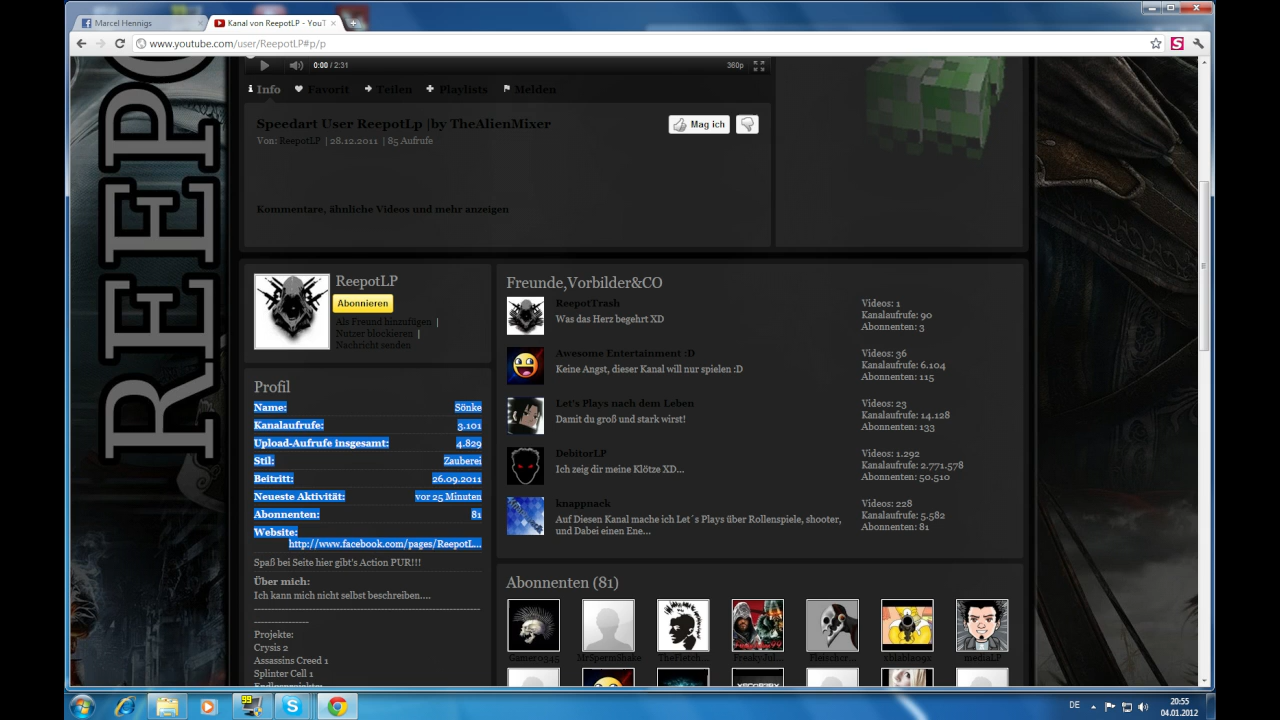 Marcel Hennigs
Kanal von ReepotLP - YouT
www.youtube.com/user/ReepotLP#p/p
REEPO
0:00 / 2:31
360p
Info Favorit Teilen Playlists Melden
Speedart User ReepotLp |by TheAlienMixer
Mag ich
Von: ReepotLP | 28.12.2011 | 85 Aufrufe
Kommentare, ähnliche Videos und mehr anzeigen
ReepotLP
Abonnieren
Als Freund hinzufügen |
Nutzer blockieren |
Nachricht senden
Profil
Name: Sönke
Kanalaufrufe: 3.101
Upload-Aufrufe insgesamt: 4.829
Stil: Zauberei
Beitritt: 26.09.2011
Neueste Aktivität: vor 25 Minuten
Abonnenten: 81
Website:
http://www.facebook.com/pages/ReepotL...
Spaß bei Seite hier gibt's Action PUR!!!
Über mich:
Ich kann mich nicht selbst beschreiben....
Projekte:
Crysis 2
Assassins Creed 1
Splinter Cell 1
Endlosprojekte:
Freunde,Vorbilder&CO
ReepotTrash
Was das Herz begehrt XD
Videos: 1
Kanalaufrufe: 90
Abonnenten: 3
Awesome Entertainment :D
Keine Angst, dieser Kanal will nur spielen :D
Videos: 36
Kanalaufrufe: 6.104
Abonnenten: 115
Let's Plays nach dem Leben
Damit du groß und stark wirst!
Videos: 23
Kanalaufrufe: 14.128
Abonnenten: 133
DebitorLP
Ich zeig dir meine Klötze XD...
Videos: 1.292
Kanalaufrufe: 2.771.578
Abonnenten: 50.510
knappnack
Auf Diesen Kanal mache ich Let´s Plays über Rollenspiele, shooter,
und Dabei einen Ene...
Videos: 228
Kanalaufrufe: 5.582
Abonnenten: 81
Abonnenten (81)
Gamer0345 MrSpermSnake TheFletch... FreakyJul... Fleischer... xblablao9x mediaLP
99
DE
20:55
04.01.2012